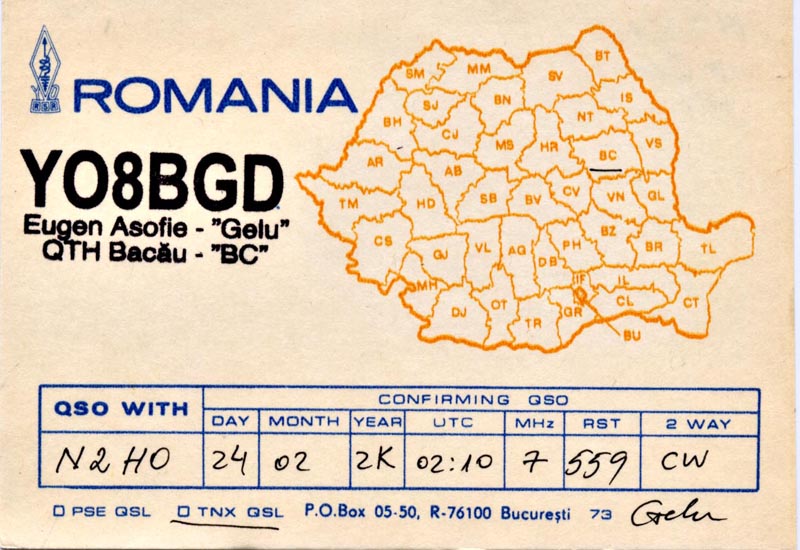 RSR
ROMANIA
YO8BGD
Eugen Asofie - "Gelu"
QTH Bacău - "BC"
BT
SM MM SV
SJ BN IS
BH CJ NT
MS HR BC VS
AR AB
TM HD SB BV CV VN GL
CS GJ VL AG DB PH BZ BR TL
MH IF IL
DJ OT TR GR CL CT
BU
QSO WITH
CONFIRMING QSO
DAY MONTH YEAR UTC MHz RST 2 WAY
N2HO 24 02 2K 02:10 7 559 CW
PSE QSL TNX QSL P.O.Box 05-50, R-76100 București 73 Gelu